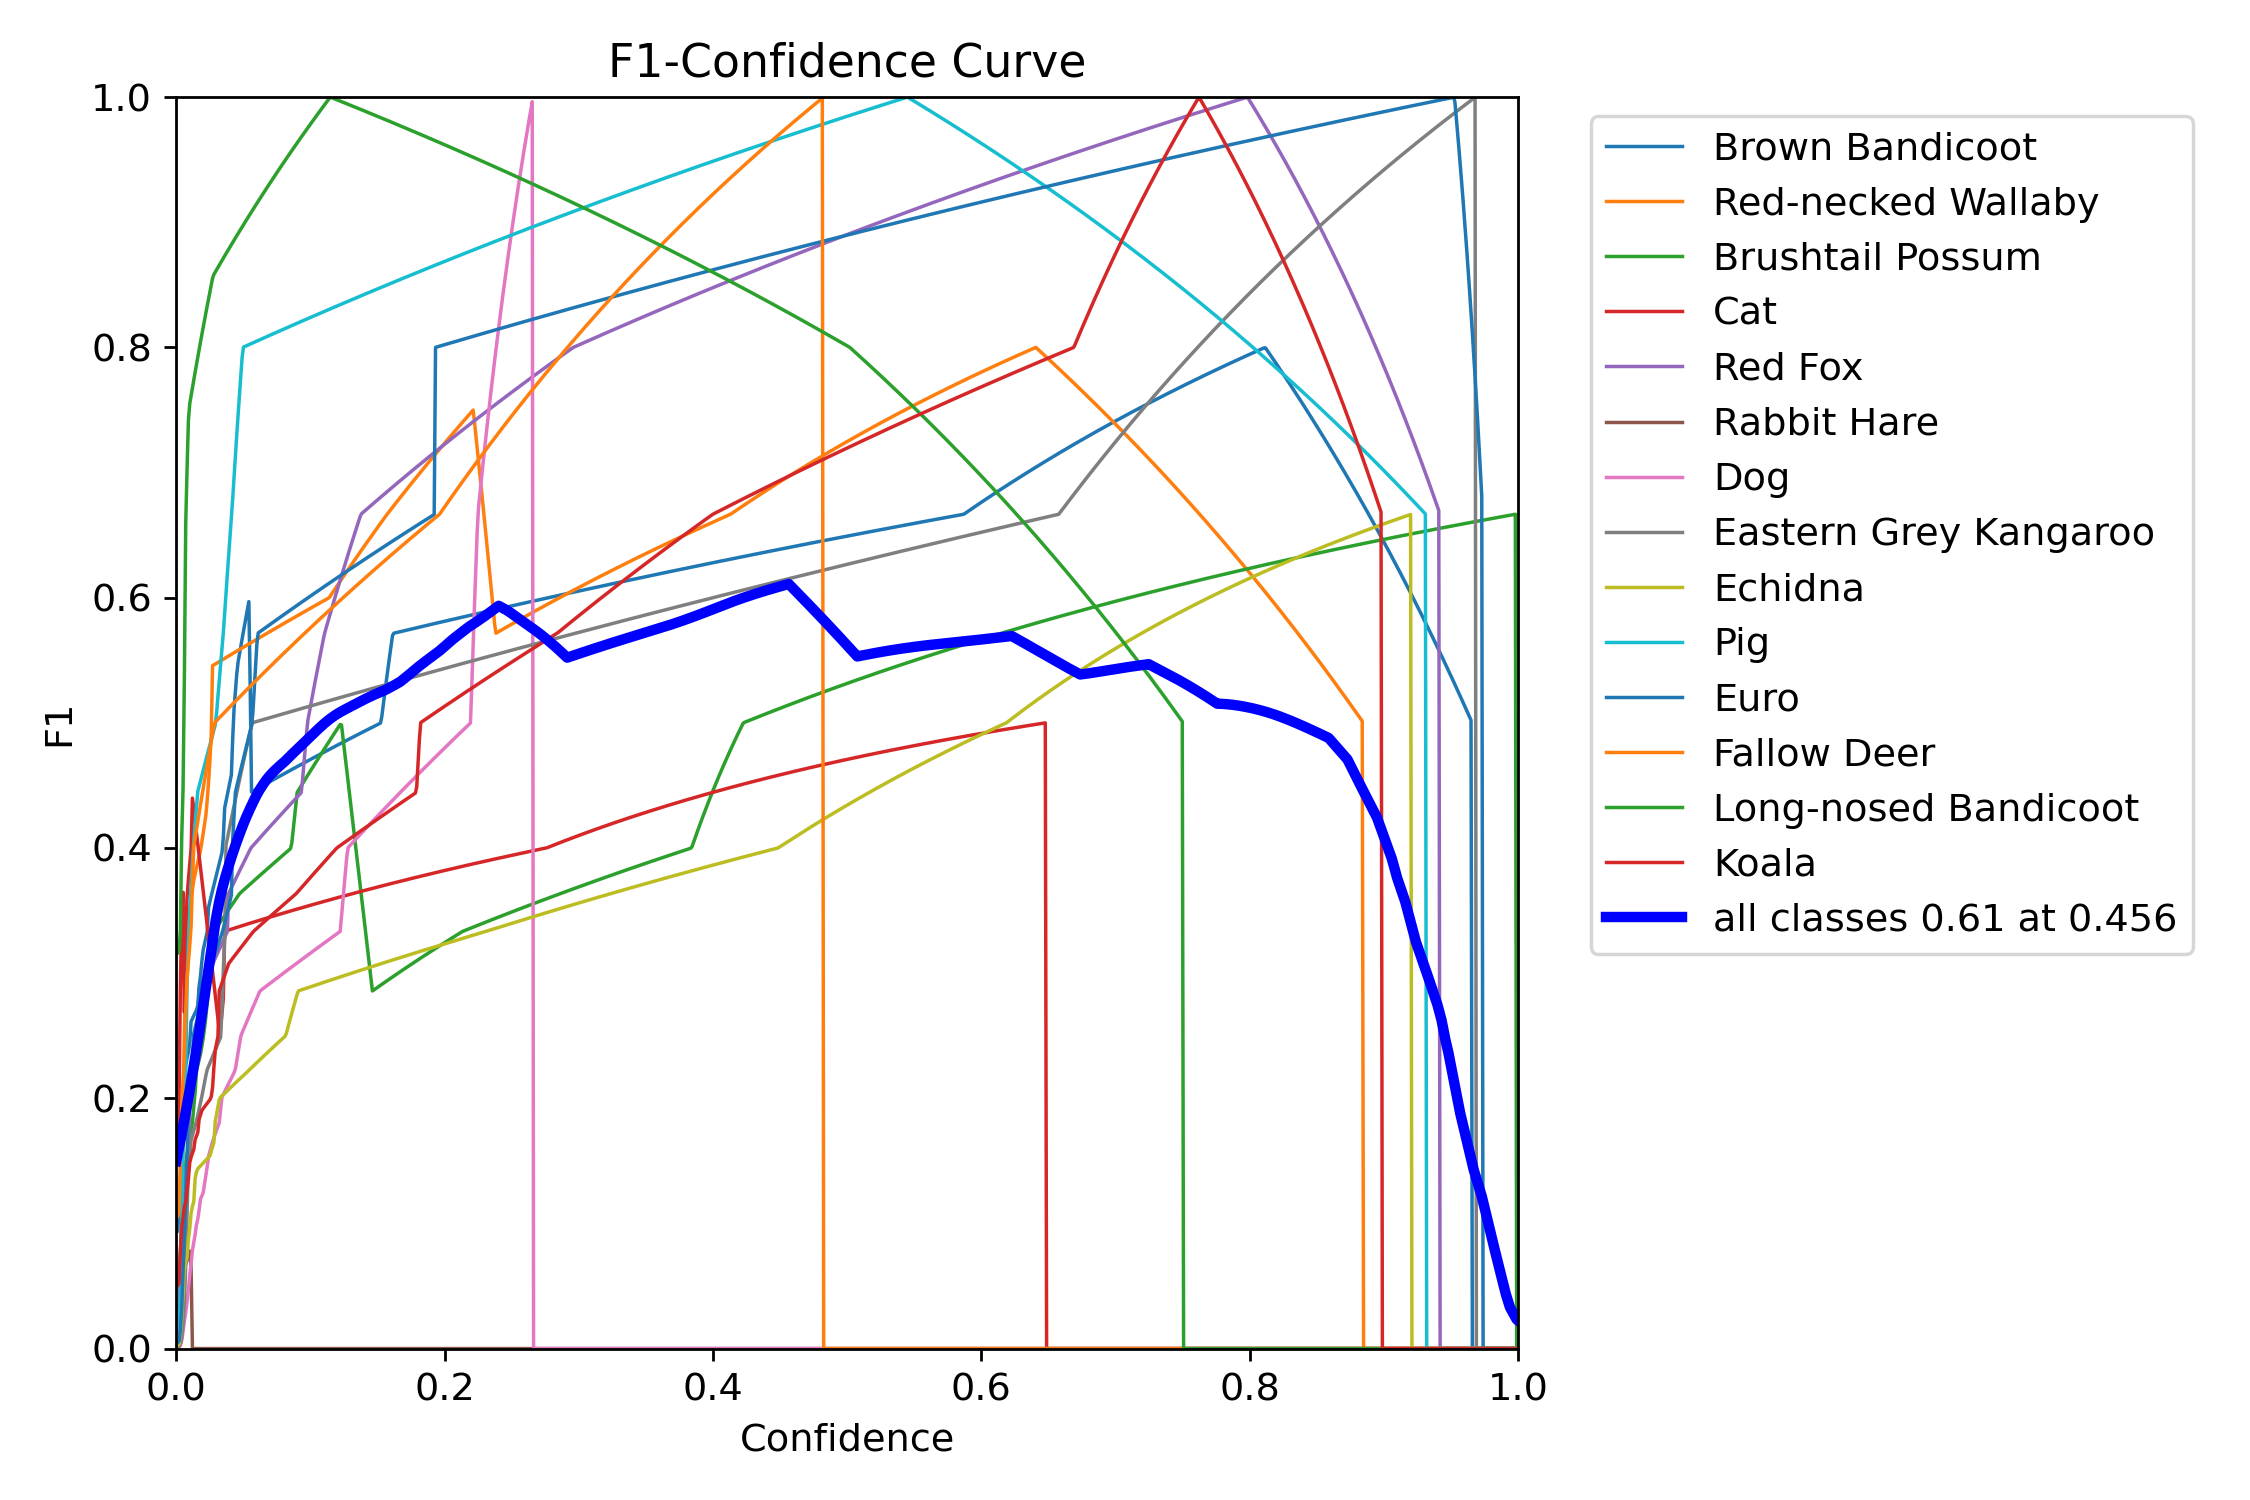 F1-Confidence Curve
1.0
0.8
0.6
0.4
0.2
0.0
F1
0.0 0.2 0.4 0.6 0.8 1.0
Confidence
Brown Bandicoot
Red-necked Wallaby
Brushtail Possum
Cat
Red Fox
Rabbit Hare
Dog
Eastern Grey Kangaroo
Echidna
Pig
Euro
Fallow Deer
Long-nosed Bandicoot
Koala
all classes 0.61 at 0.456